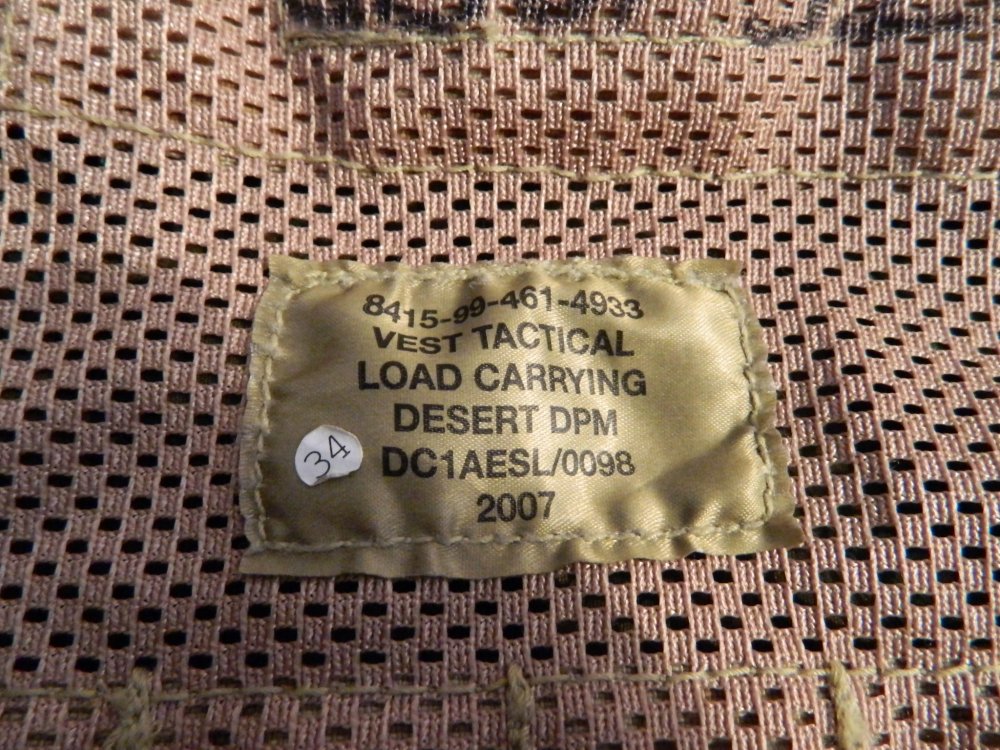 8415-99-461-4933
VEST TACTICAL
LOAD CARRYING
DESERT DPM
DC1AESL/0098
2007
34